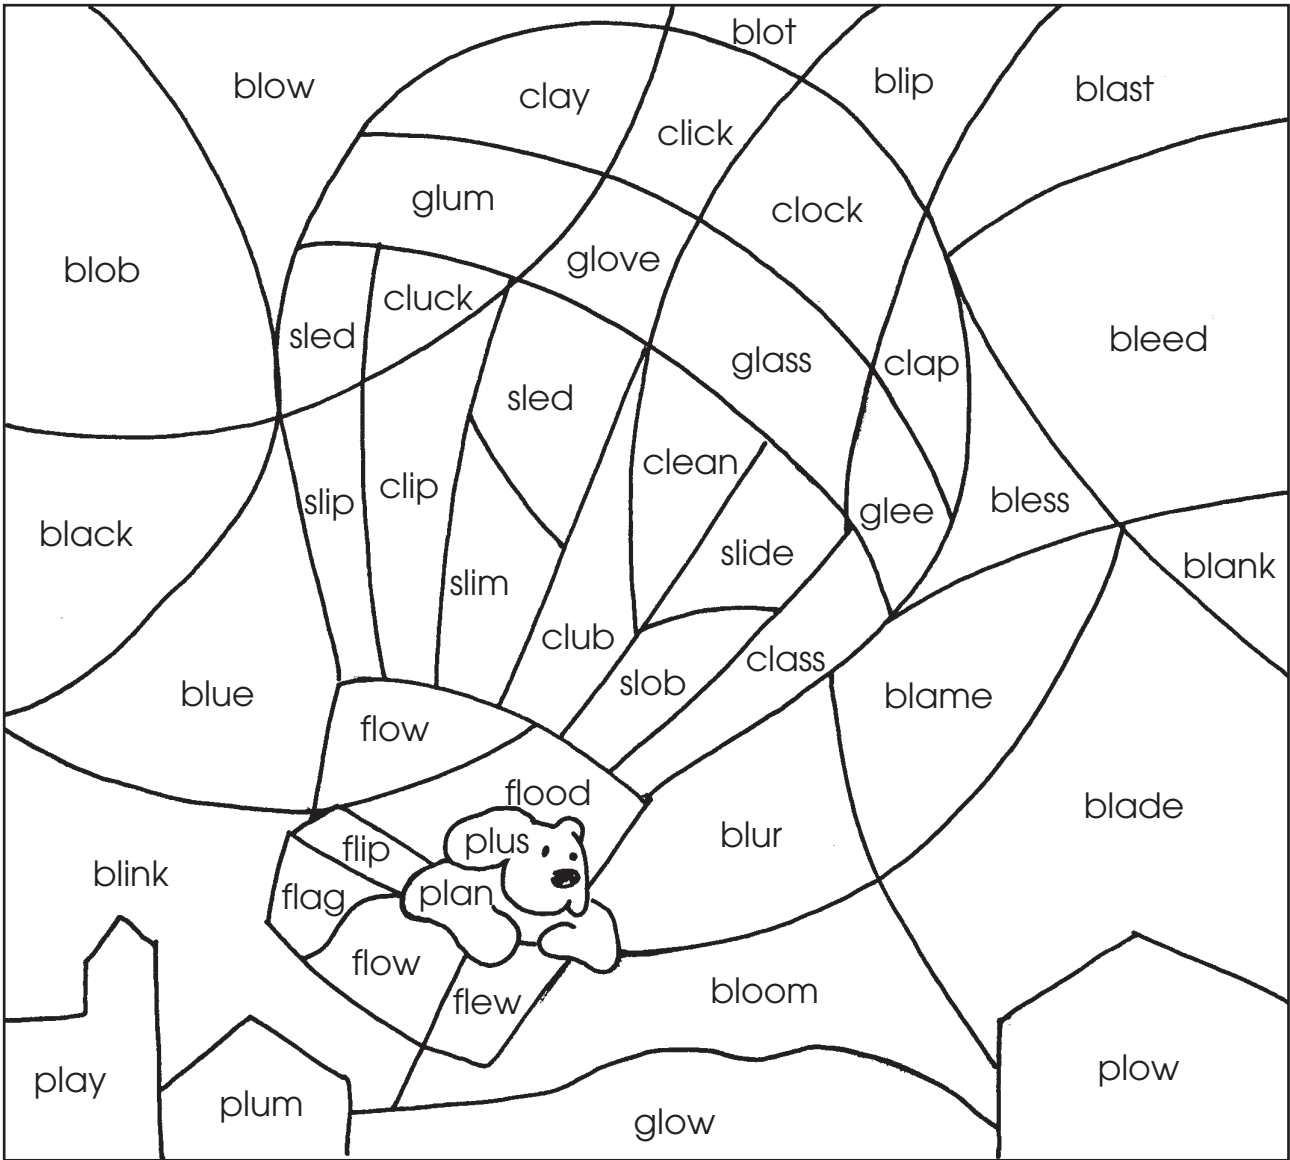 blot
blow
blip
blast
clay
click
glum
clock
glove
blob
cluck
sled
bleed
glass
clap
sled
clean
clip
slip
bless
glee
black
slide
blank
slim
club
class
slob
blue
blame
flow
flood
blade
blur
plus
flip
blink
plan
flag
flow
bloom
flew
plow
play
plum
glow